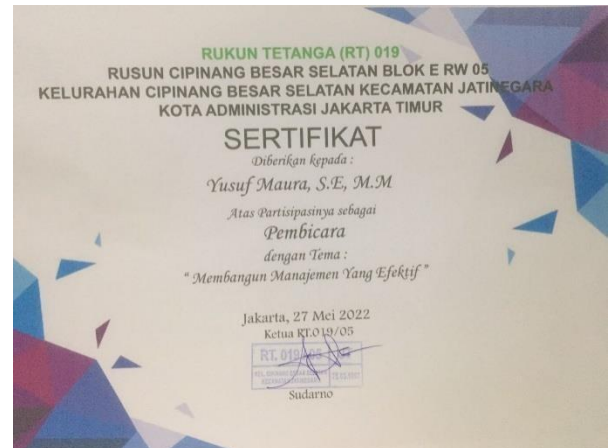 RUKUN TETANGA (RT) 019
RUSUN CIPINANG BESAR SELATAN BLOK E RW 05
KELURAHAN CIPINANG BESAR SELATAN KECAMATAN JATINEGARA
KOTA ADMINISTRASI JAKARTA TIMUR
SERTIFIKAT
Diberikan kepada :
Yusuf Maura, S.E, M.M
Atas Partisipasinya sebagai
Pembicara
dengan Tema :
“ Membangun Manajemen Yang Efektif ”
Jakarta, 27 Mei 2022
Ketua RT.019/05
RT. 019
Sudarno